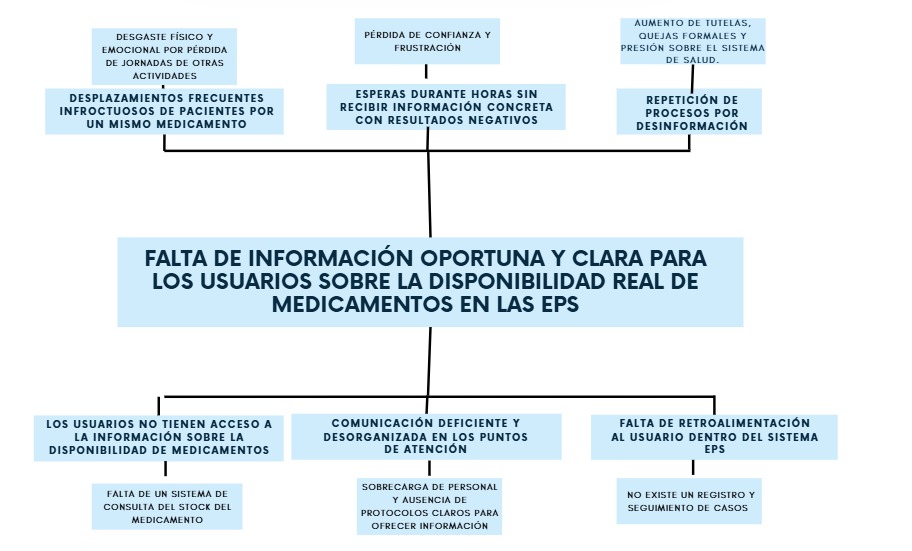 DESGASTE FÍSICO Y
EMOCIONAL POR PÉRDIDA
DE JORNADAS DE OTRAS
ACTIVIDADES
PÉRDIDA DE CONFIANZA Y
FRUSTRACIÓN
AUMENTO DE TUTELAS,
QUEJAS FORMALES Y
PRESIÓN SOBRE EL SISTEMA
DE SALUD.
DESPLAZAMIENTOS FRECUENTES
INFROCTUOSOS DE PACIENTES POR
UN MISMO MEDICAMENTO
ESPERAS DURANTE HORAS SIN
RECIBIR INFORMACIÓN CONCRETA
CON RESULTADOS NEGATIVOS
REPETICIÓN DE
PROCESOS POR
DESINFORMACIÓN
FALTA DE INFORMACIÓN OPORTUNA Y CLARA PARA
LOS USUARIOS SOBRE LA DISPONIBILIDAD REAL DE
MEDICAMENTOS EN LAS EPS
LOS USUARIOS NO TIENEN ACCESO A
LA INFORMACIÓN SOBRE LA
DISPONIBILIDAD DE MEDICAMENTOS
COMUNICACIÓN DEFICIENTE Y
DESORGANIZADA EN LOS PUNTOS
DE ATENCIÓN
FALTA DE RETROALIMENTACIÓN
AL USUARIO DENTRO DEL SISTEMA
EPS
FALTA DE UN SISTEMA DE
CONSULTA DEL STOCK DEL
MEDICAMENTO
SOBRECARGA DE PERSONAL
Y AUSENCIA DE
PROTOCOLOS CLAROS PARA
OFRECER INFORMACIÓN
NO EXISTE UN REGISTRO Y
SEGUIMIENTO DE CASOS